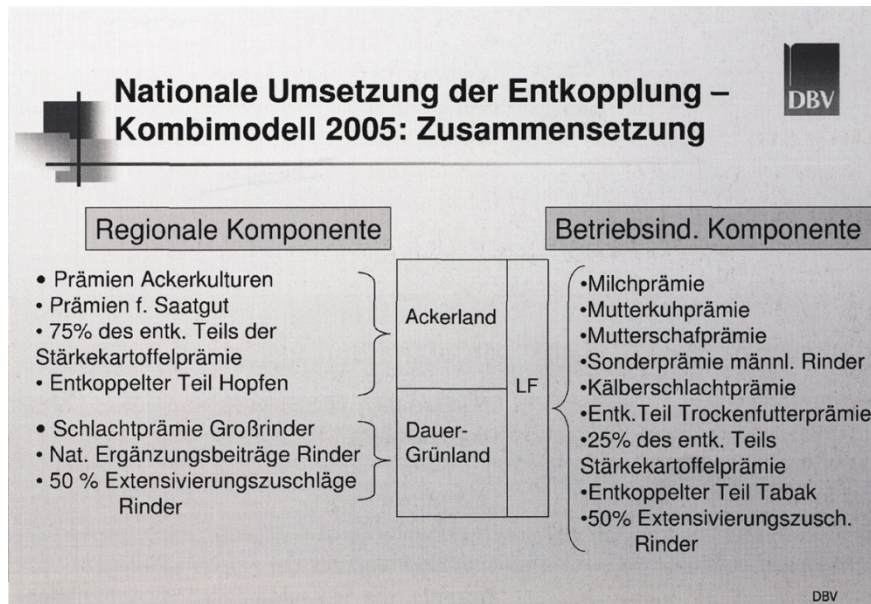 Nationale Umsetzung der Entkopplung –
Kombimodell 2005: Zusammensetzung
DBV
Regionale Komponente
• Prämien Ackerkulturen
• Prämien f. Saatgut
• 75% des entk. Teils der
Stärkekartoffelprämie
• Entkoppelter Teil Hopfen
• Schlachtprämie Großrinder
• Nat. Ergänzungsbeiträge Rinder
• 50 % Extensivierungszuschläge
Rinder
Ackerland
Dauer-
Grünland
LF
Betriebsind. Komponente
•Milchprämie
•Mutterkuhprämie
•Mutterschafprämie
•Sonderprämie männl. Rinder
•Kälberschlachtprämie
•Entk.Teil Trockenfutterprämie
•25% des entk. Teils
Stärkekartoffelprämie
•Entkoppelter Teil Tabak
•50% Extensivierungszusch.
Rinder
DBV